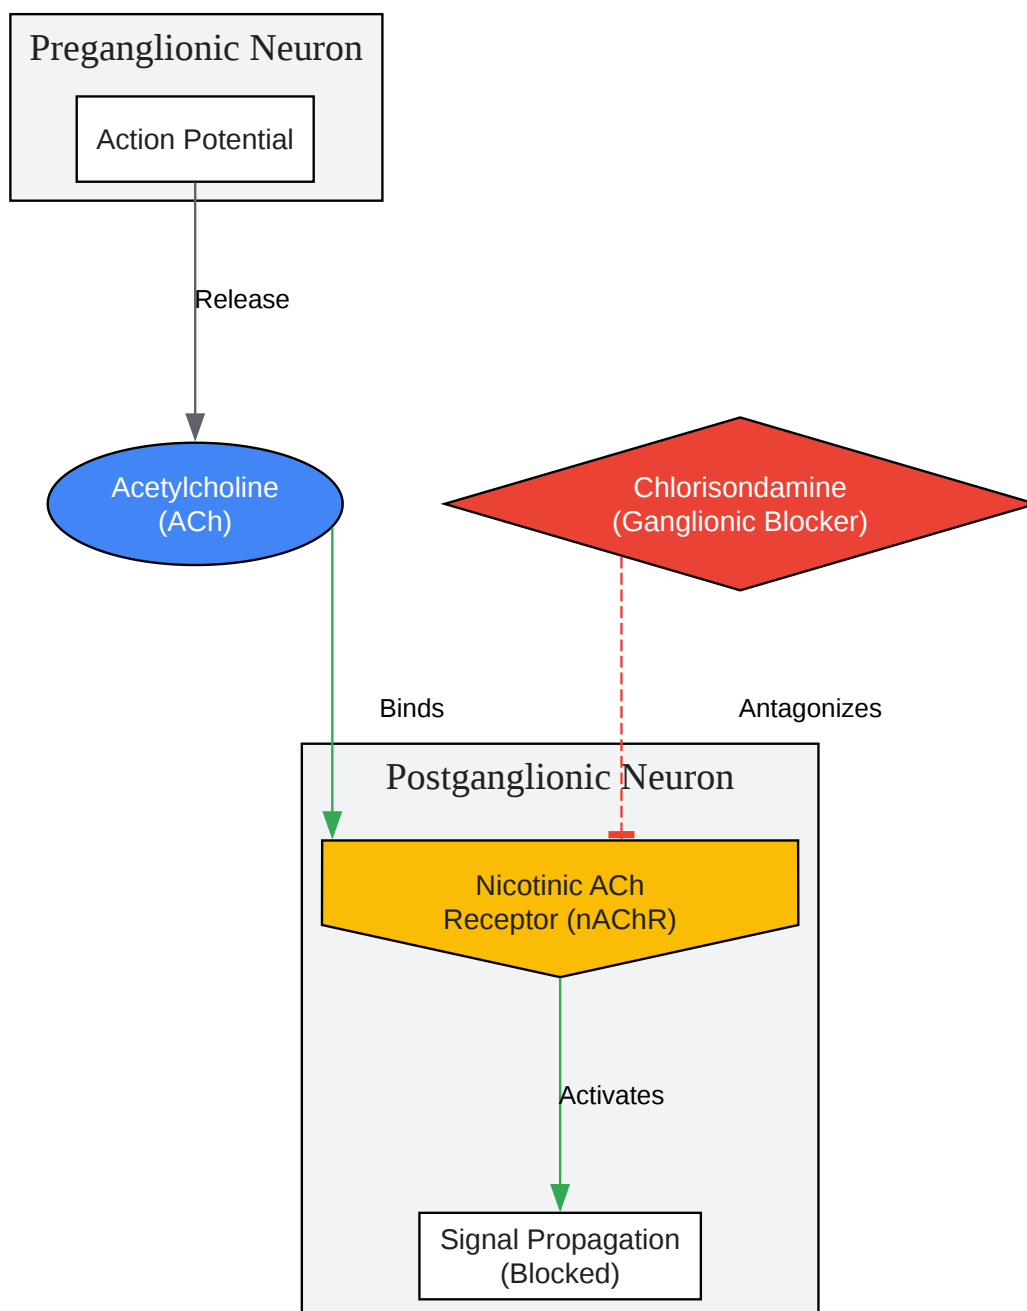 Preganglionic Neuron
Action Potential
Release
Acetylcholine
(ACh)
Chlorisondamine
(Ganglionic Blocker)
Binds
Antagonizes
Postganglionic Neuron
Nicotinic ACh
Receptor (nAChR)
Activates
Signal Propagation
(Blocked)